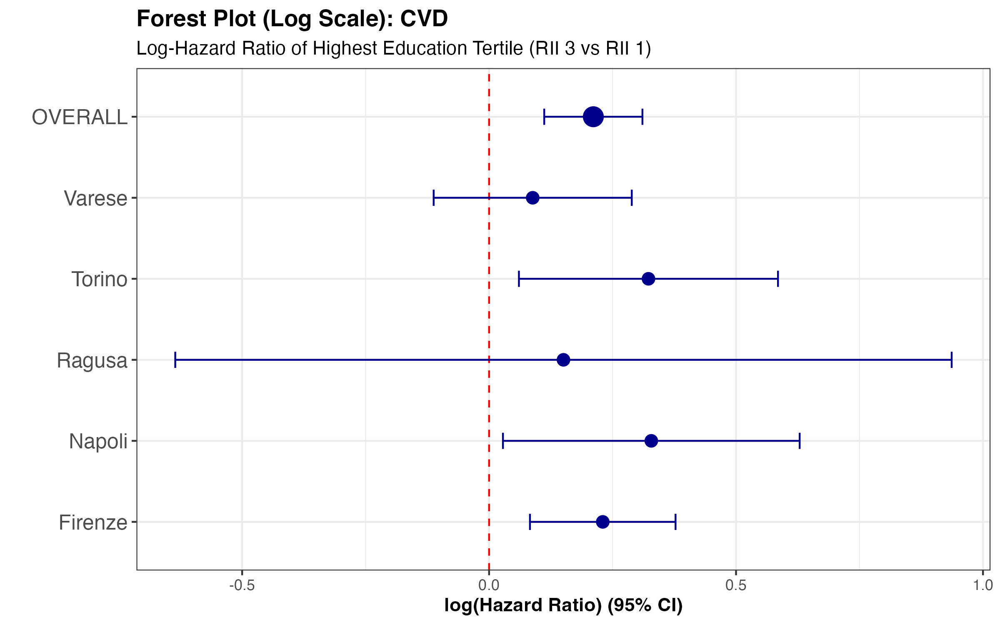 Forest Plot (Log Scale): CVD
Log-Hazard Ratio of Highest Education Tertile (RII 3 vs RII 1)
OVERALL
Varese
Torino
Ragusa
Napoli
Firenze
-0.5 0.0 0.5 1.0
log(Hazard Ratio) (95% CI)